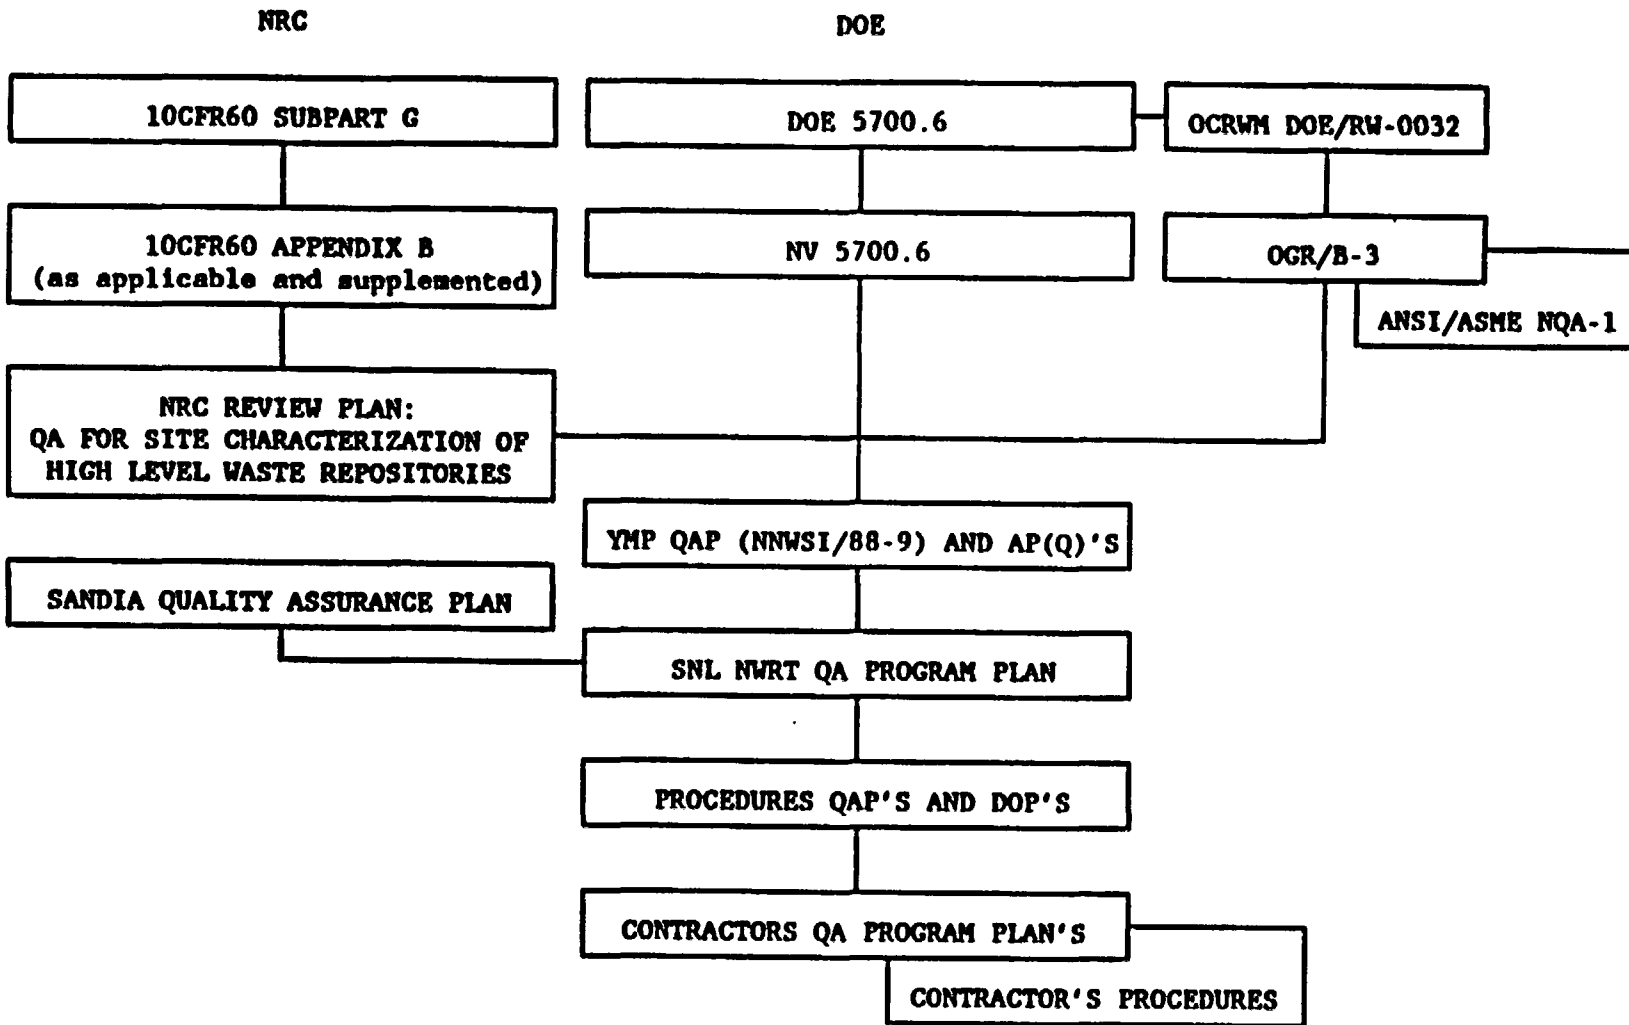 NRC
DOE
10CFR60 SUBPART G
DOE 5700.6
OCRWM DOE/RW-0032
10CFR60 APPENDIX B
(as applicable and supplemented)
NV 5700.6
OGR/B-3
ANSI/ASME NQA-1
NRC REVIEW PLAN:
QA FOR SITE CHARACTERIZATION OF
HIGH LEVEL WASTE REPOSITORIES
YMP QAP (NNWSI/88-9) AND AP(Q)'S
SANDIA QUALITY ASSURANCE PLAN
SNL NWRT QA PROGRAM PLAN
PROCEDURES QAP'S AND DOP'S
CONTRACTORS QA PROGRAM PLAN'S
CONTRACTOR'S PROCEDURES